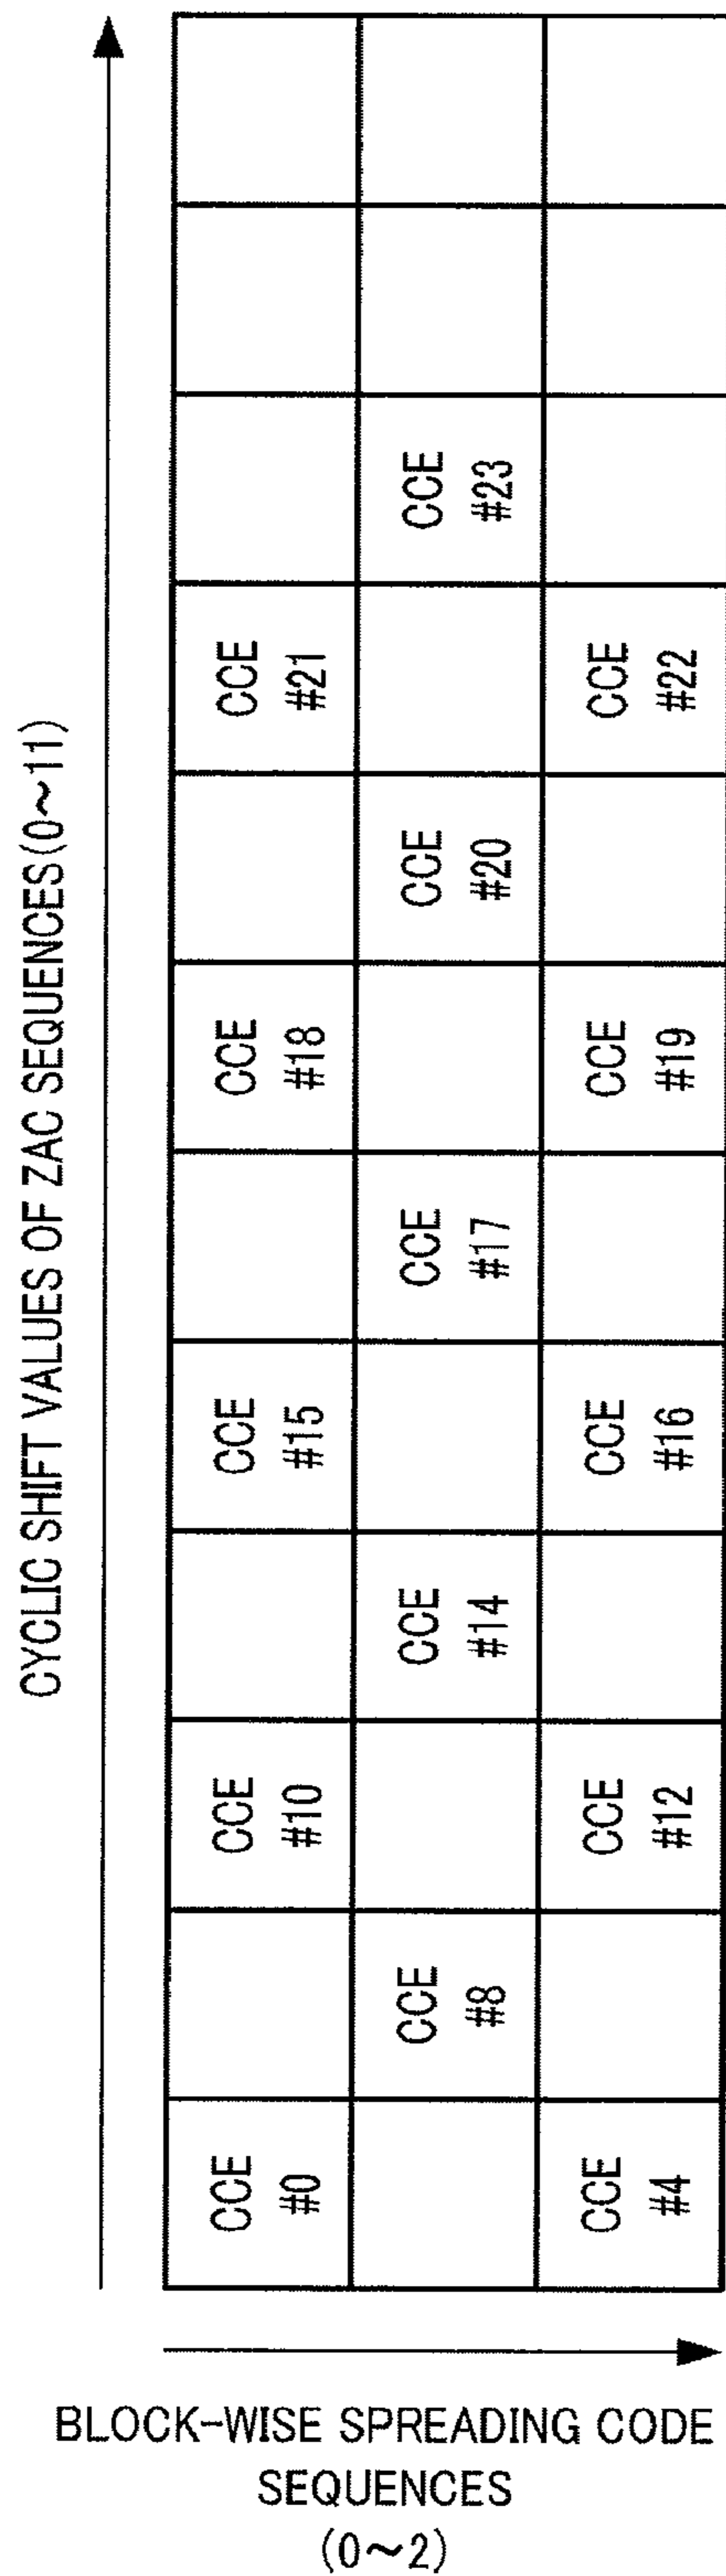 CYCLIC SHIFT VALUES OF ZAC SEQUENCES(0~11)
CCE
#23
CCE
#21
CCE
#22
CCE
#20
CCE
#18
CCE
#19
CCE
#17
CCE
#15
CCE
#16
CCE
#14
CCE
#10
CCE
#12
CCE
#8
CCE
#0
CCE
#4
BLOCK-WISE SPREADING CODE
SEQUENCES
(0~2)